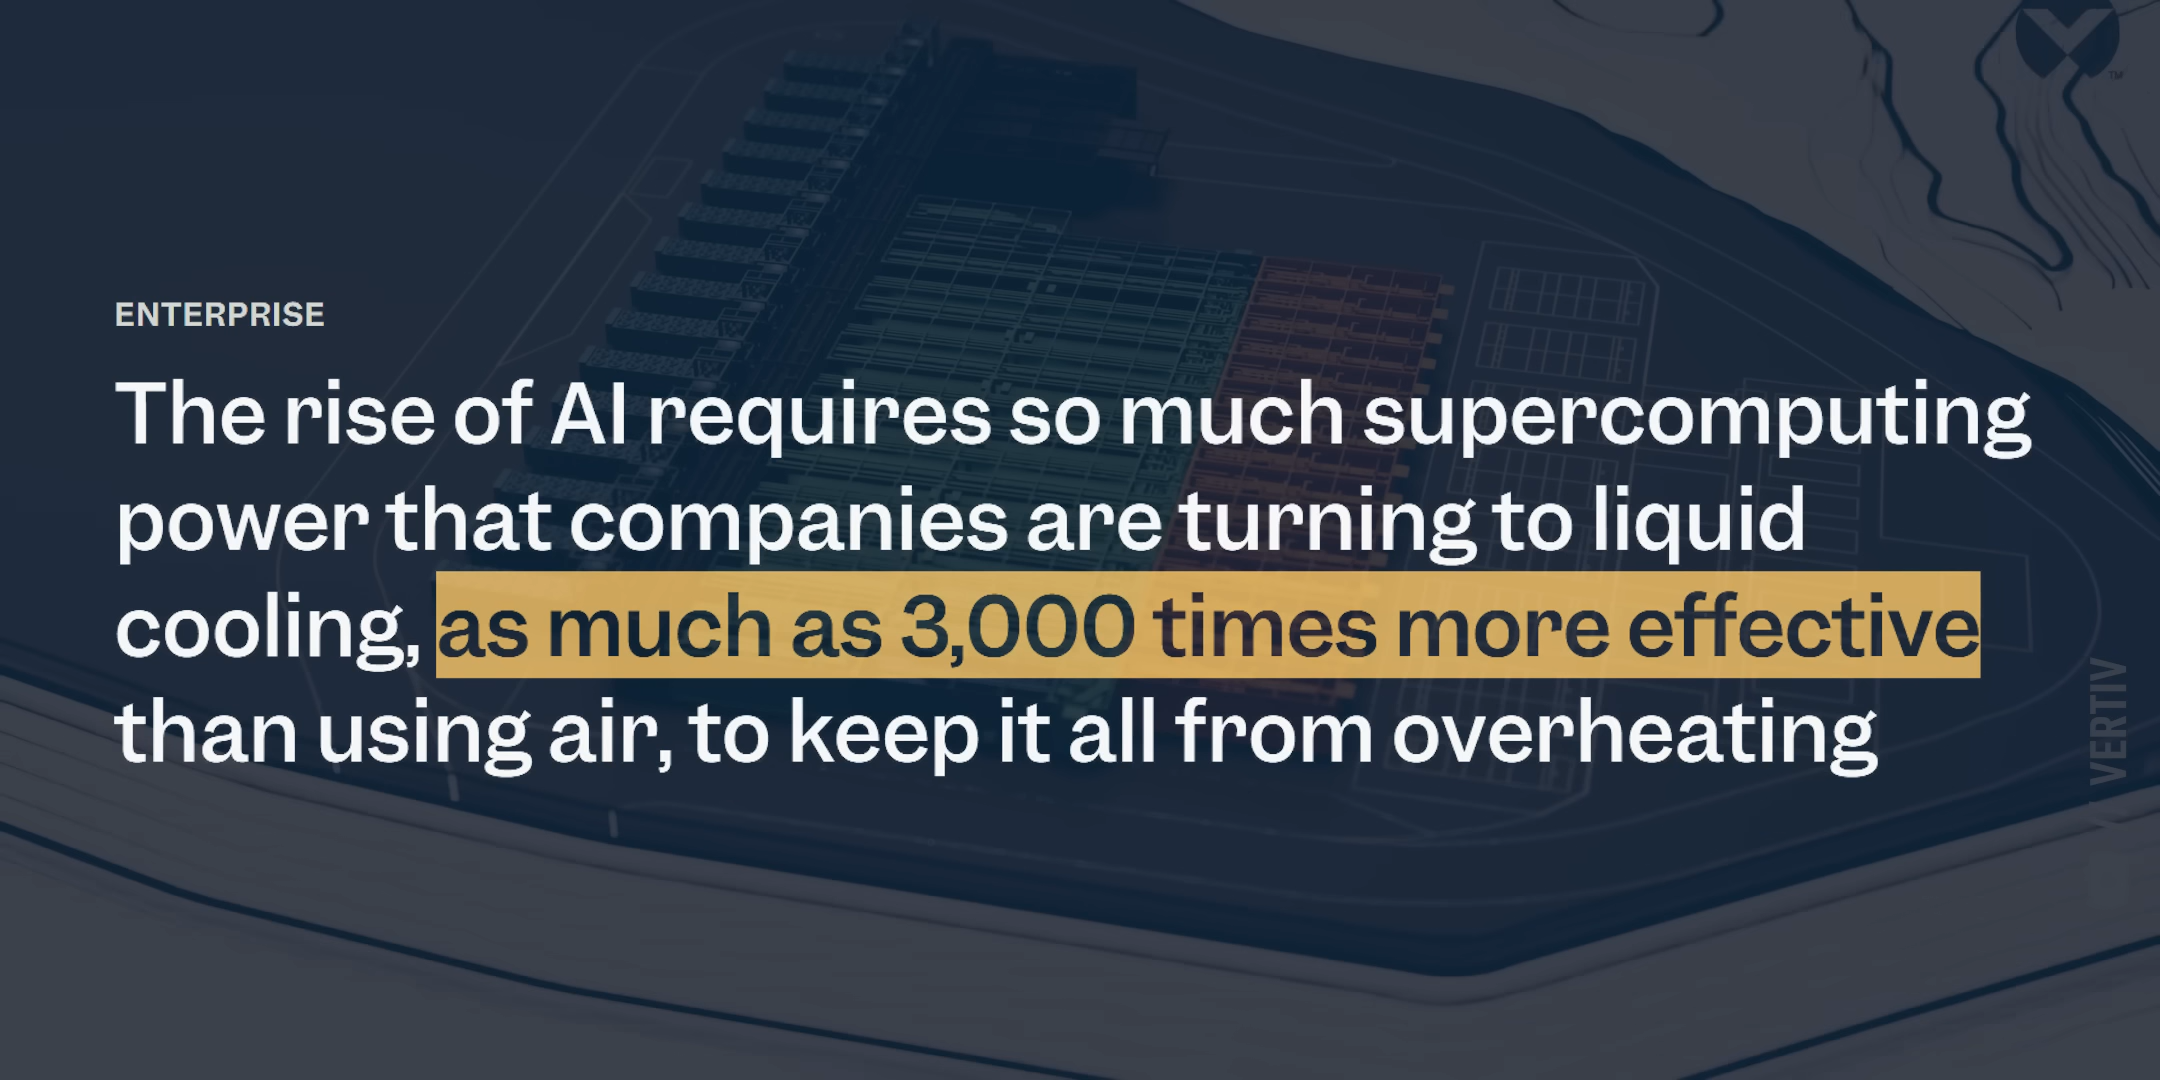 ENTERPRISE
The rise of AI requires so much supercomputing
power that companies are turning to liquid
cooling, as much as 3,000 times more effective
than using air, to keep it all from overheating
VERTIV
TM